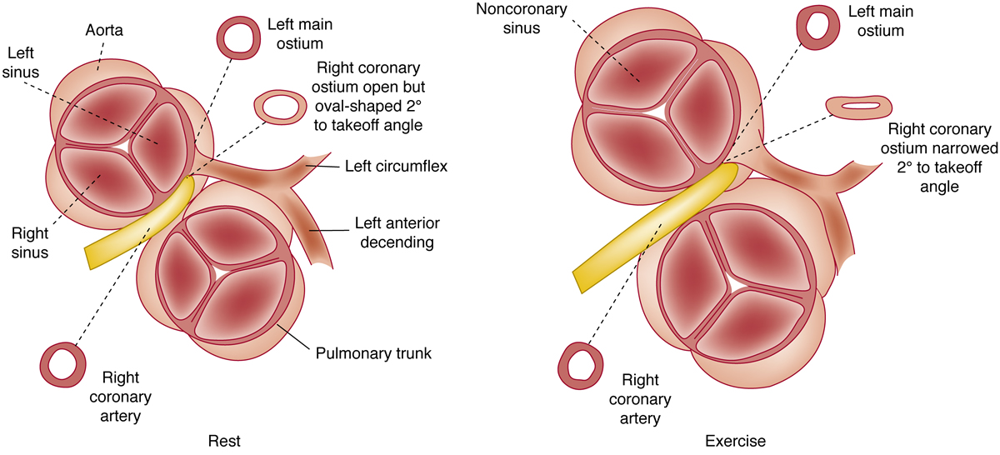 Aorta
Left
sinus
Left main
ostium
Right coronary
ostium open but
oval-shaped 2°
to takeoff angle
Left circumflex
Left anterior
decending
Right
sinus
Pulmonary trunk
Right
coronary
artery
Rest
Noncoronary
sinus
Left main
ostium
Right coronary
ostium narrowed
2° to takeoff
angle
Right
coronary
artery
Exercise